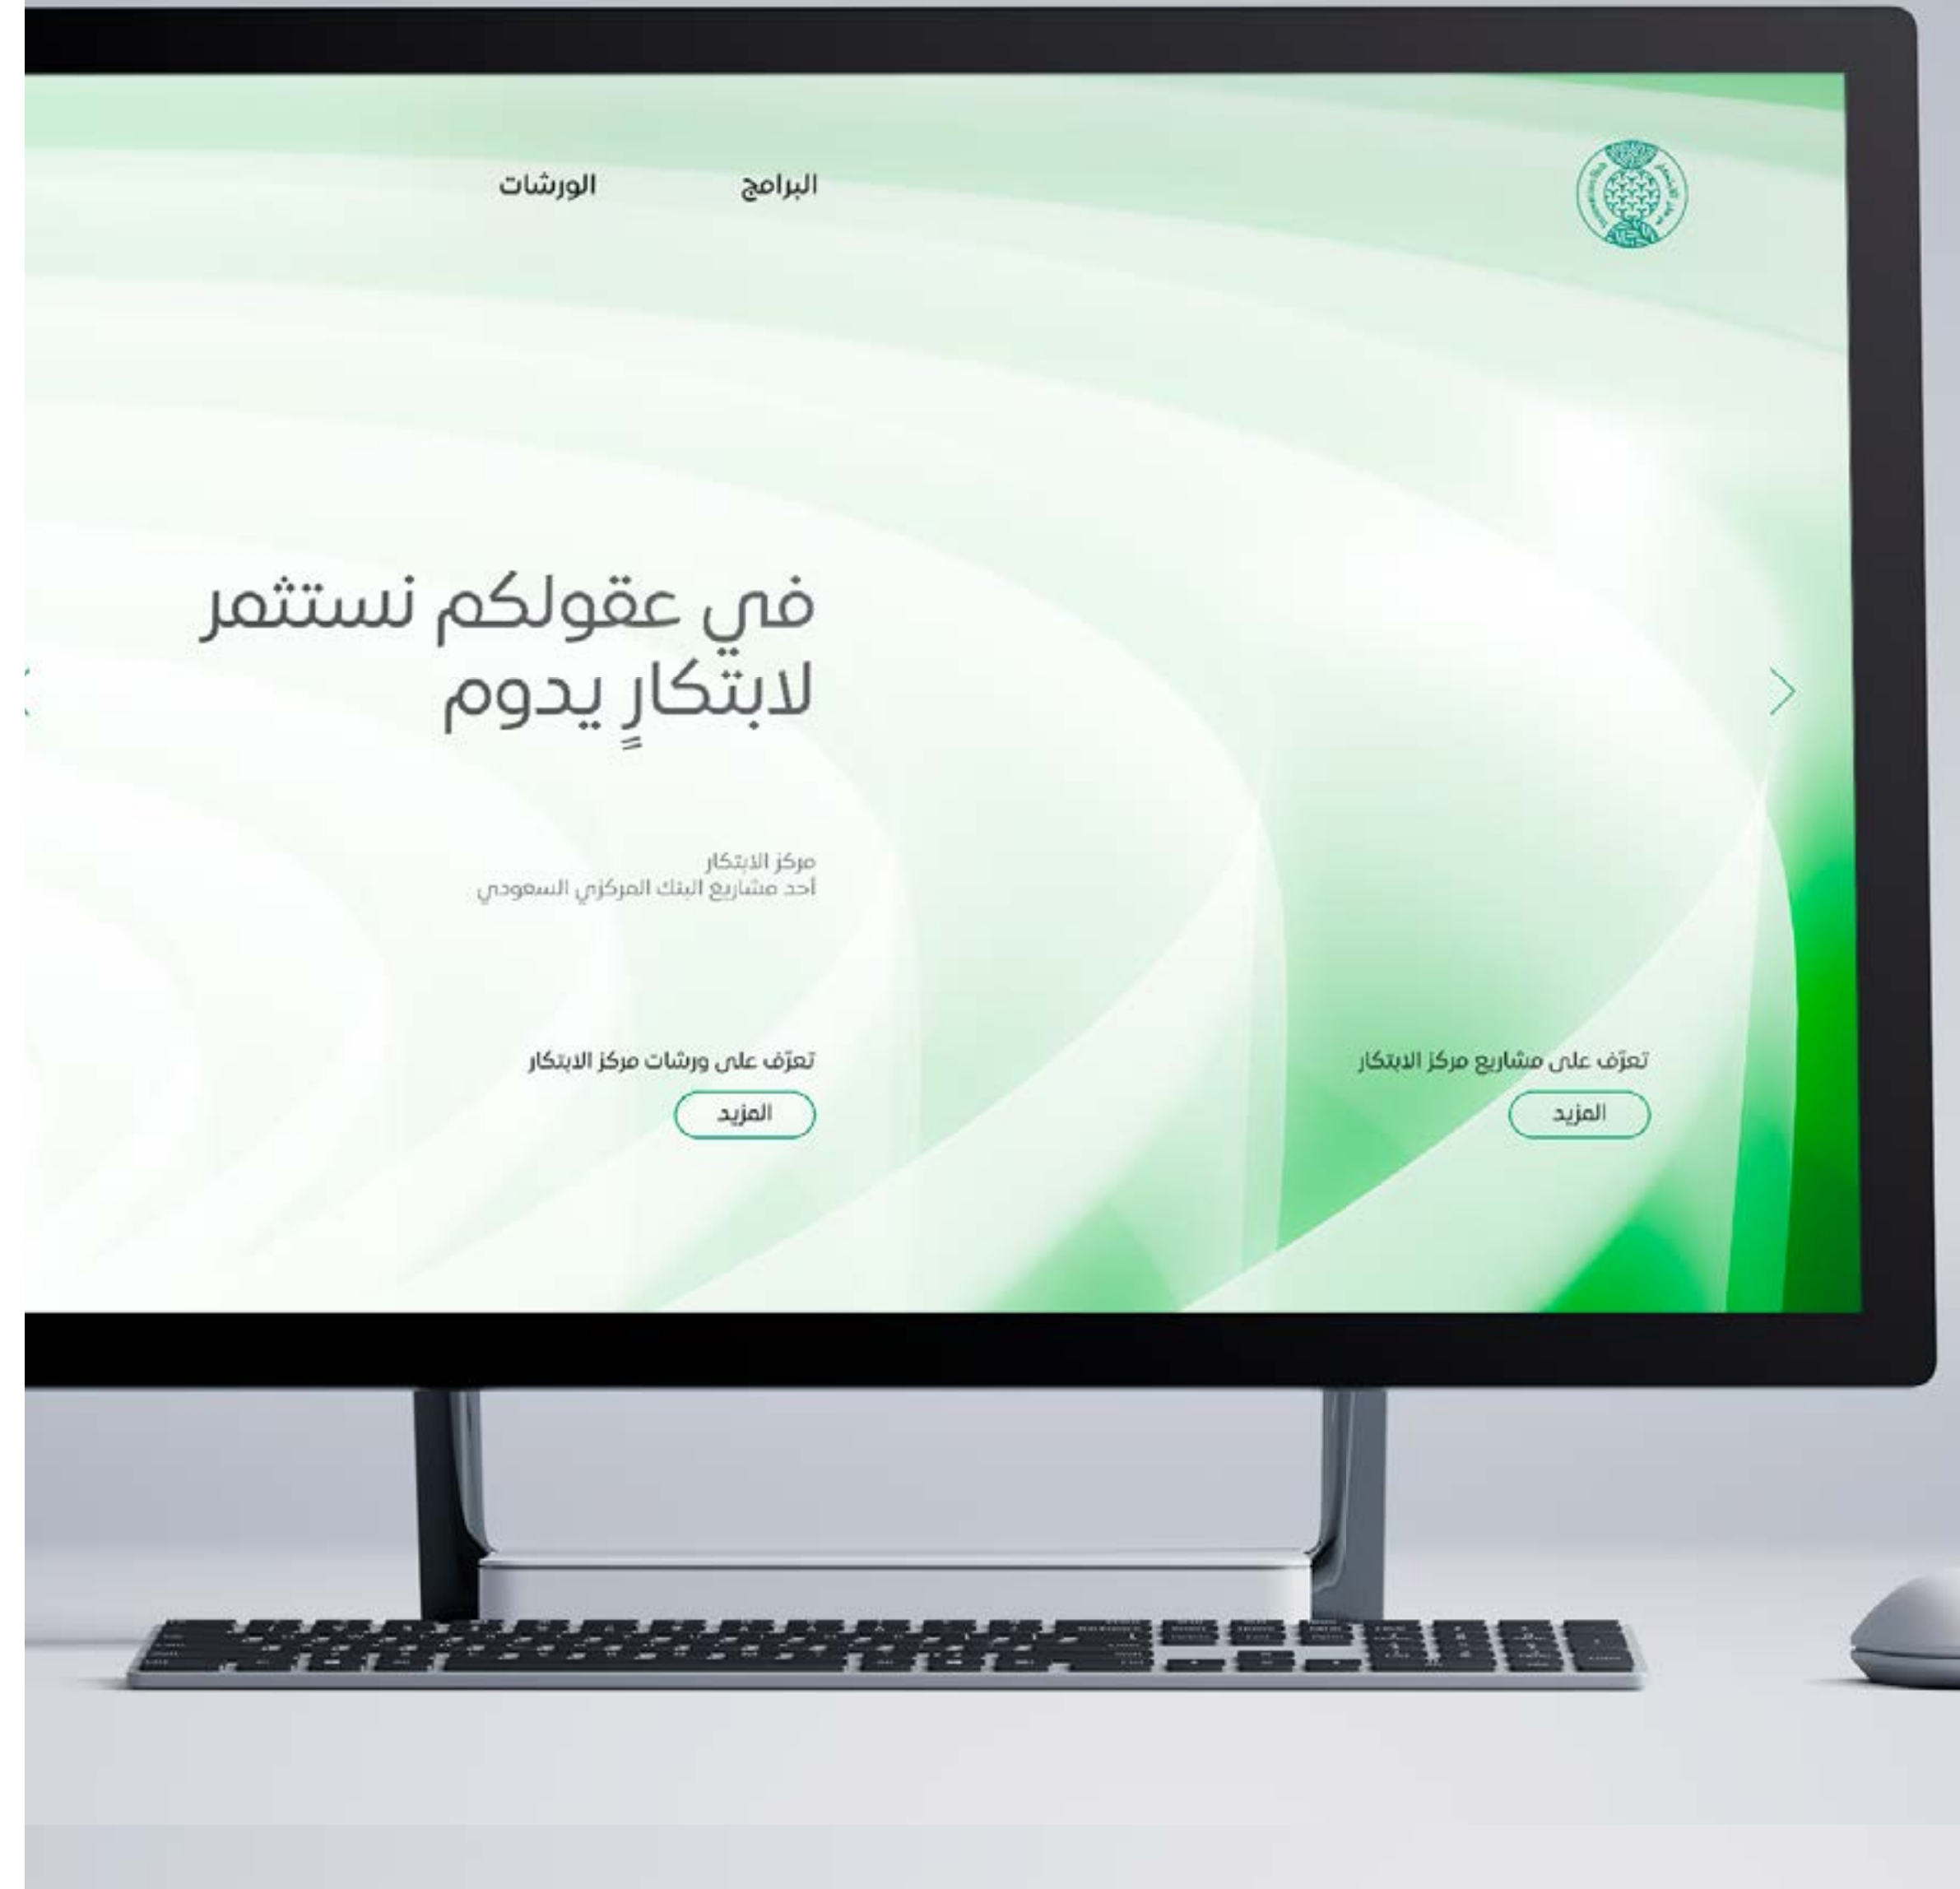 البرامج
الورشات
في عقولكم نستثمر
لابتكارٍ يدوم
مركز الابتكار
أحد مشاريع البنك المركزي السعودي
تعرّف على مشاريع مركز الابتكار
المزيد
تعرّف على ورشات مركز الابتكار
المزيد